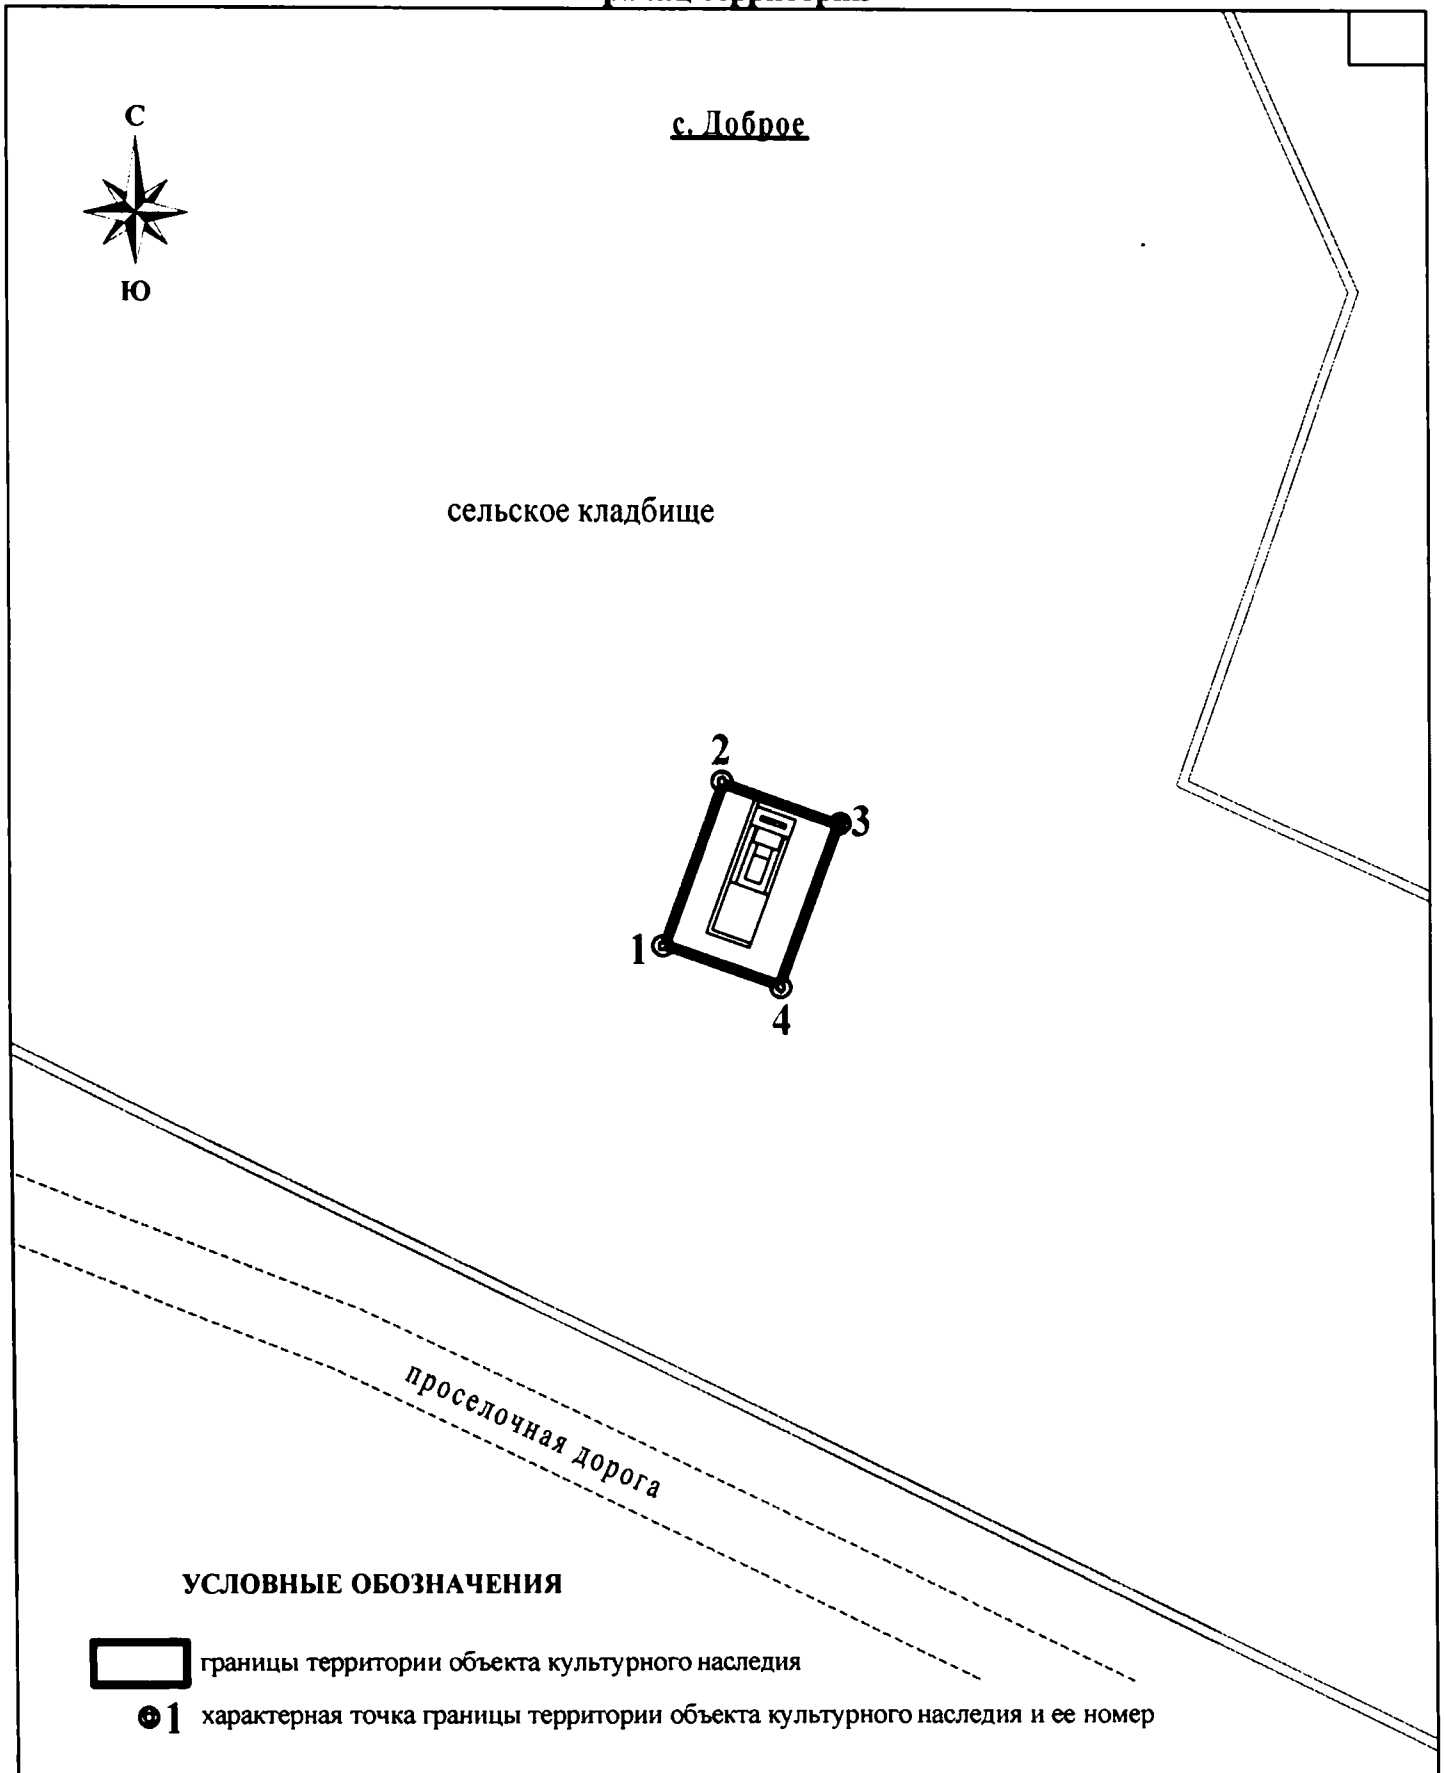 С
с. Доброе
Ю
сельское кладбище
2
3
1
4
проселочная дорога
УСЛОВНЫЕ ОБОЗНАЧЕНИЯ
границы территории объекта культурного наследия
1 характерная точка границы территории объекта культурного наследия и ее номер